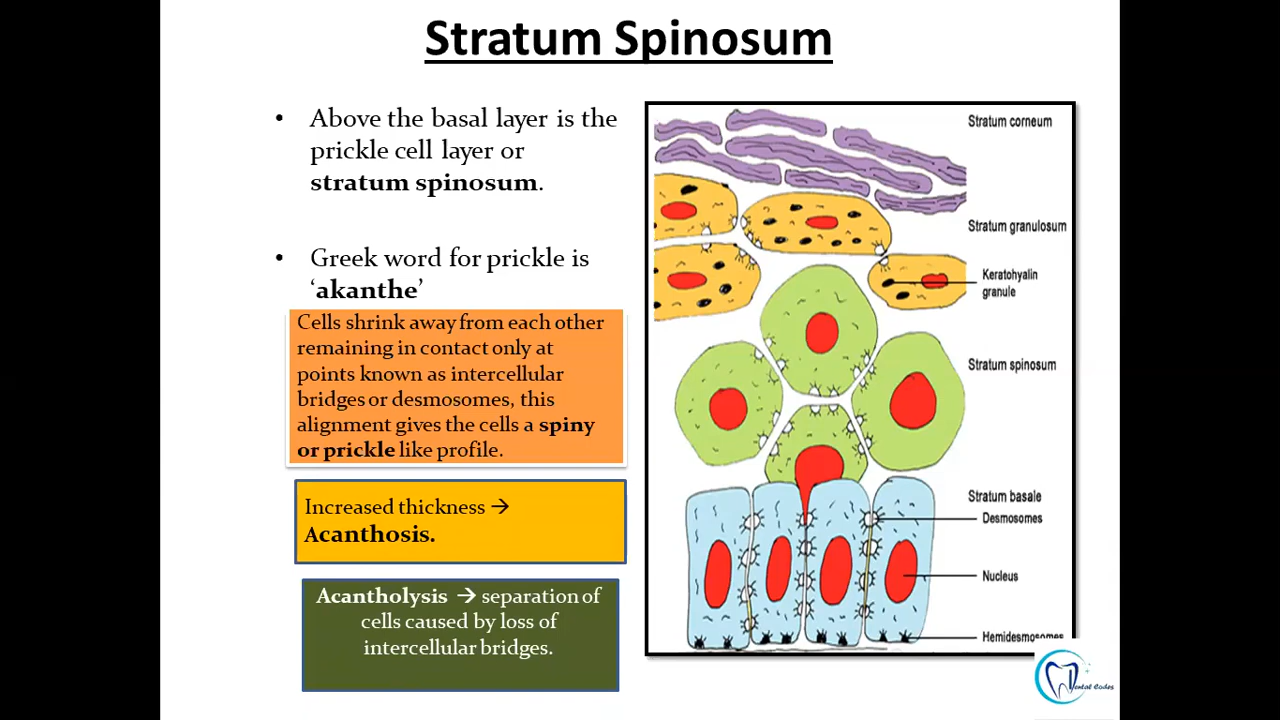 Stratum Spinosum
• Above the basal layer is the
prickle cell layer or
stratum spinosum.
• Greek word for prickle is
‘akanthe’
Cells shrink away from each other
remaining in contact only at
points known as intercellular
bridges or desmosomes, this
alignment gives the cells a spiny
or prickle like profile.
Increased thickness →
Acanthosis.
Acantholysis → separation of
cells caused by loss of
intercellular bridges.
Stratum corneum
Stratum granulosum
Keratohyalin
granule
Stratum spinosum
Stratum basale
Desmosomes
Nucleus
Hemidesmosomes
Dental Codes